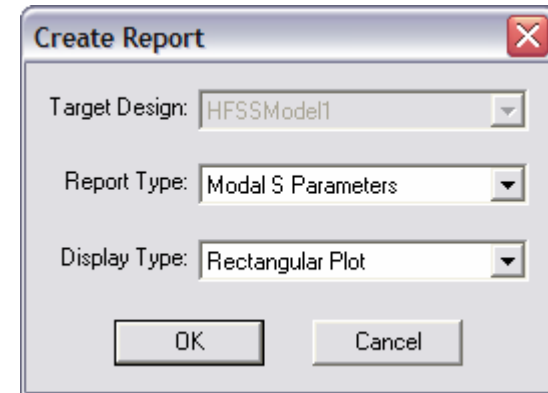 Create Report
Target Design: HFSSModel1
Report Type: Modal S Parameters
Display Type: Rectangular Plot
OK Cancel